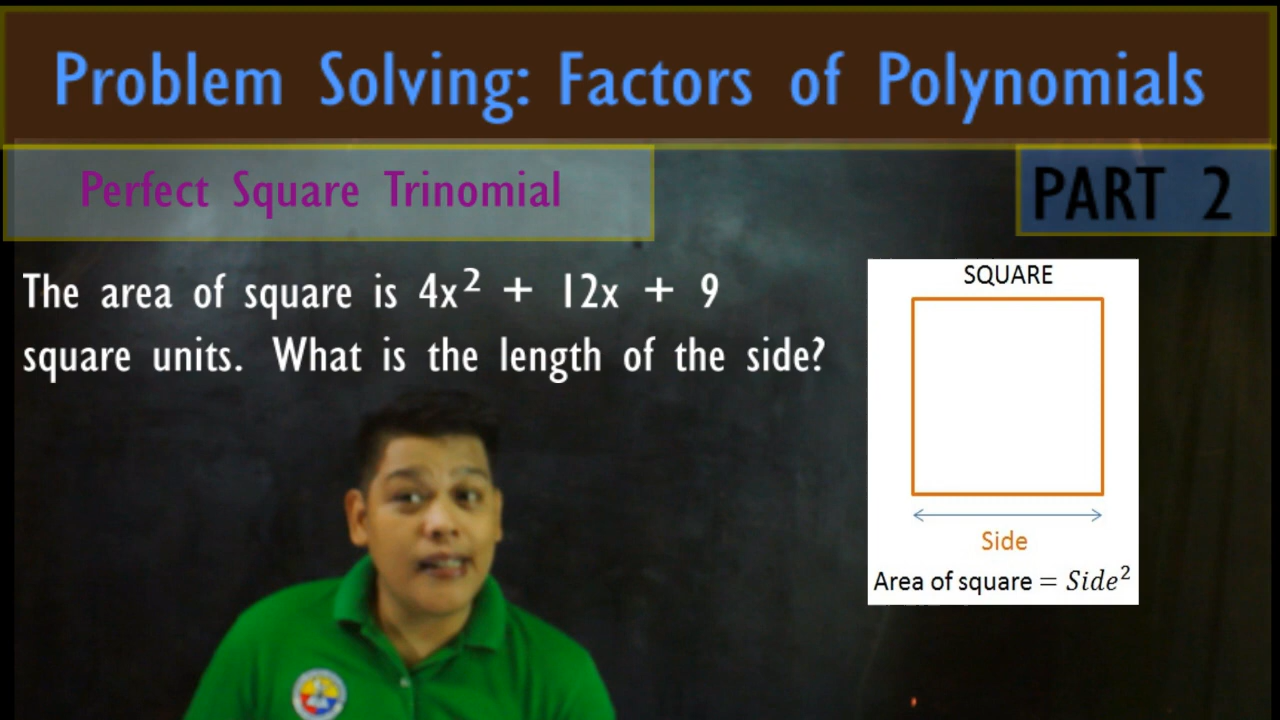 Problem Solving: Factors of Polynomials
Perfect Square Trinomial
PART 2
The area of square is 4x² + 12x + 9
square units. What is the length of the side?
SQUARE
Side
Area of square = Side²